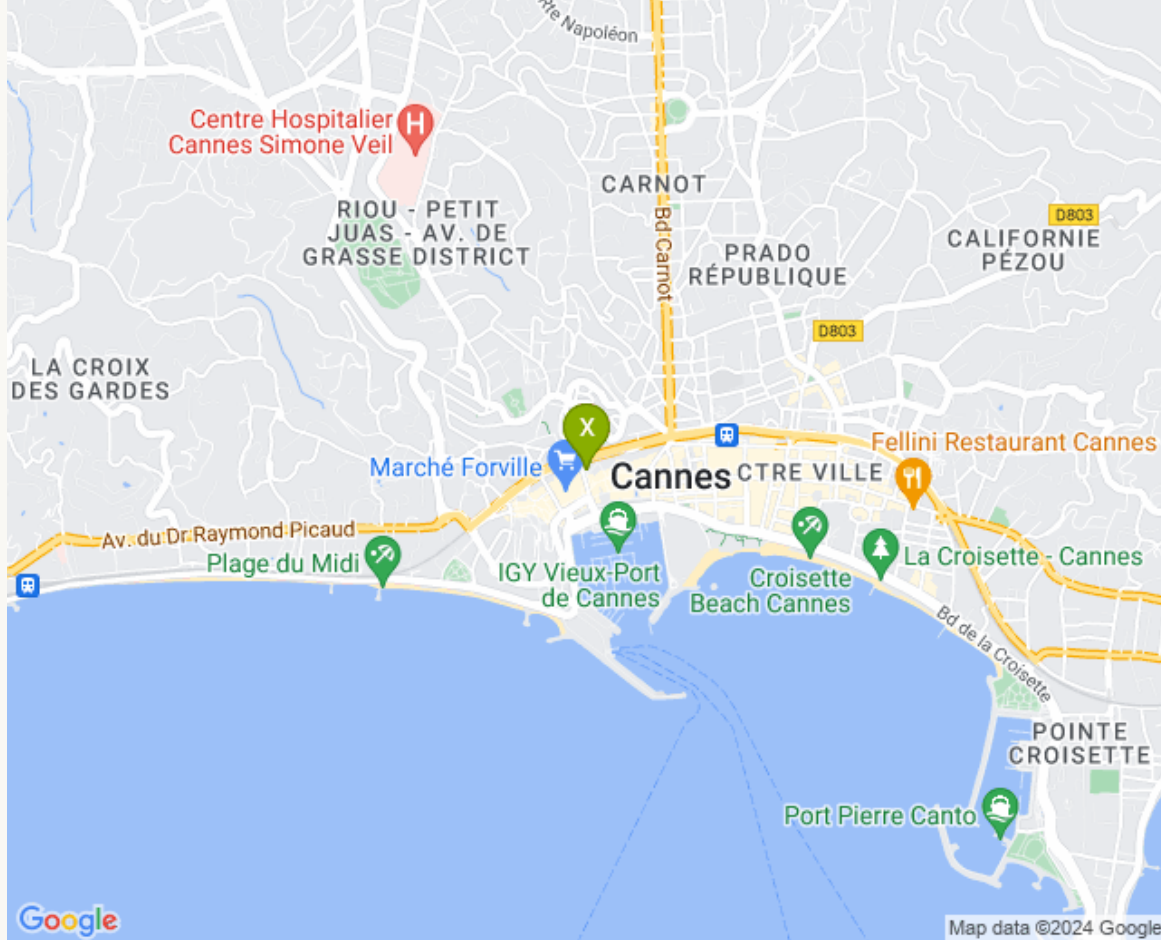 Rte Napoléon
Centre Hospitalier
Cannes Simone Veil
H
CARNOT
RIOU - PETIT
JUAS - AV. DE
GRASSE DISTRICT
Bd Carnot
D803
CALIFORNIE
PÉZOU
PRADO
RÉPUBLIQUE
D803
LA CROIX
DES GARDES
X
Marché Forville
Cannes
CTRE VILLE
Fellini Restaurant Cannes
Av. du Dr Raymond Picaud
Plage du Midi
IGY Vieux-Port
de Cannes
Croisette
Beach Cannes
La Croisette - Cannes
Bd de la Croisette
POINTE
CROISETTE
Port Pierre Canto
Google
Map data ©2024 Google